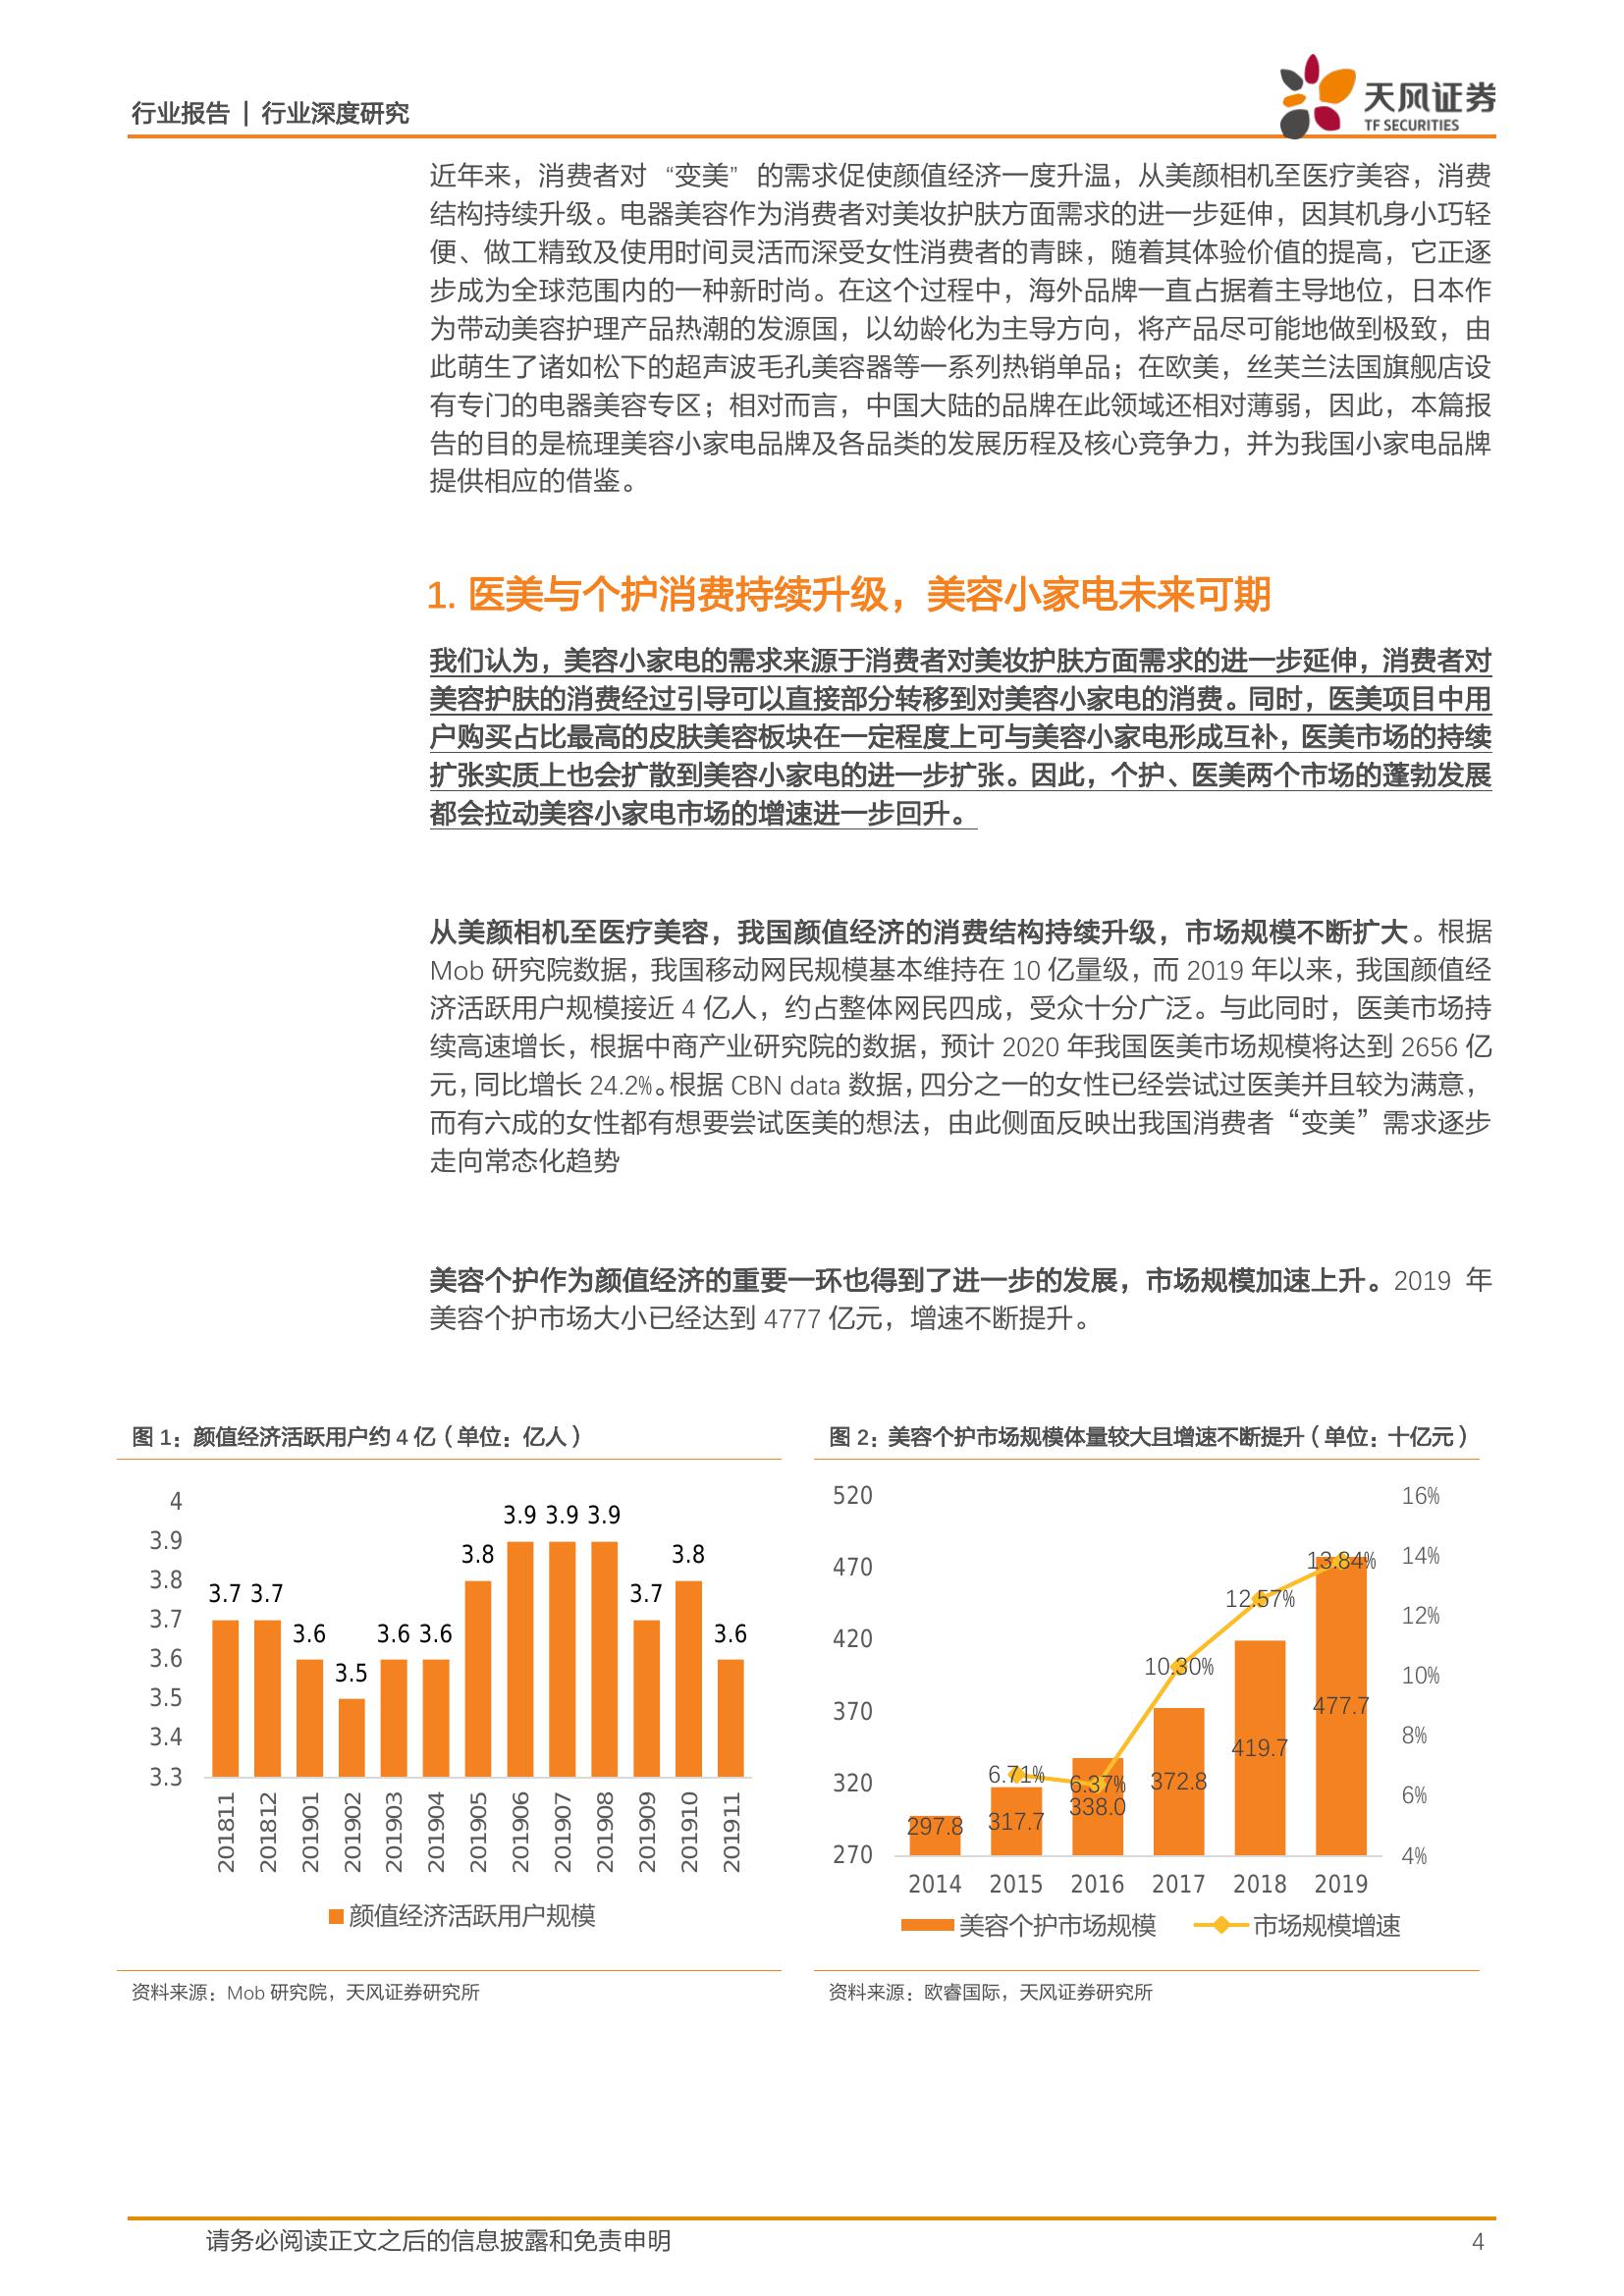 行业报告 | 行业深度研究
天风证券
TF SECURITIES
近年来，消费者对 “变美” 的需求促使颜值经济一度升温，从美颜相机至医疗美容，消费
结构持续升级。电器美容作为消费者对美妆护肤方面需求的进一步延伸，因其机身小巧轻
便、做工精致及使用时间灵活而深受女性消费者的青睐，随着其体验价值的提高，它正逐
步成为全球范围内的一种新时尚。在这个过程中，海外品牌一直占据着主导地位，日本作
为带动美容护理产品热潮的发源国，以幼龄化为主导方向，将产品尽可能地做到极致，由
此萌生了诸如松下的超声波毛孔美容器等一系列热销单品；在欧美，丝芙兰法国旗舰店设
有专门的电器美容专区；相对而言，中国大陆的品牌在此领域还相对薄弱，因此，本篇报
告的目的是梳理美容小家电品牌及各品类的发展历程及核心竞争力，并为我国小家电品牌
提供相应的借鉴。
1. 医美与个护消费持续升级，美容小家电未来可期
我们认为，美容小家电的需求来源于消费者对美妆护肤方面需求的进一步延伸，消费者对
美容护肤的消费经过引导可以直接部分转移到对美容小家电的消费。同时，医美项目中用
户购买占比最高的皮肤美容板块在一定程度上可与美容小家电形成互补，医美市场的持续
扩张实质上也会扩散到美容小家电的进一步扩张。因此，个护、医美两个市场的蓬勃发展
都会拉动美容小家电市场的增速进一步回升。
从美颜相机至医疗美容，我国颜值经济的消费结构持续升级，市场规模不断扩大。根据
Mob 研究院数据，我国移动网民规模基本维持在 10 亿量级，而 2019 年以来，我国颜值经
济活跃用户规模接近 4 亿人，约占整体网民四成，受众十分广泛。与此同时，医美市场持
续高速增长，根据中商产业研究院的数据，预计 2020 年我国医美市场规模将达到 2656 亿
元，同比增长 24.2%。根据 CBN data 数据，四分之一的女性已经尝试过医美并且较为满意，
而有六成的女性都有想要尝试医美的想法，由此侧面反映出我国消费者“变美”需求逐步
走向常态化趋势
美容个护作为颜值经济的重要一环也得到了进一步的发展，市场规模加速上升。2019 年
美容个护市场大小已经达到 4777 亿元，增速不断提升。
图 1：颜值经济活跃用户约 4 亿（单位：亿人）
4
3.9
3.8
3.7
3.6
3.5
3.4
3.3
3.7 3.7 3.6 3.5 3.6 3.6 3.8 3.9 3.9 3.9 3.7 3.8 3.6
201811 201812 201901 201902 201903 201904 201905 201906 201907 201908 201909 201910 201911
颜值经济活跃用户规模
资料来源：Mob 研究院，天风证券研究所
图 2：美容个护市场规模体量较大且增速不断提升（单位：十亿元）
520
470
420
370
320
270
16%
14%
12%
10%
8%
6%
4%
6.71% 6.37% 10.30% 12.57% 13.84%
297.8 317.7 338.0 372.8 419.7 477.7
2014 2015 2016 2017 2018 2019
美容个护市场规模 市场规模增速
资料来源：欧睿国际，天风证券研究所
请务必阅读正文之后的信息披露和免责申明 4